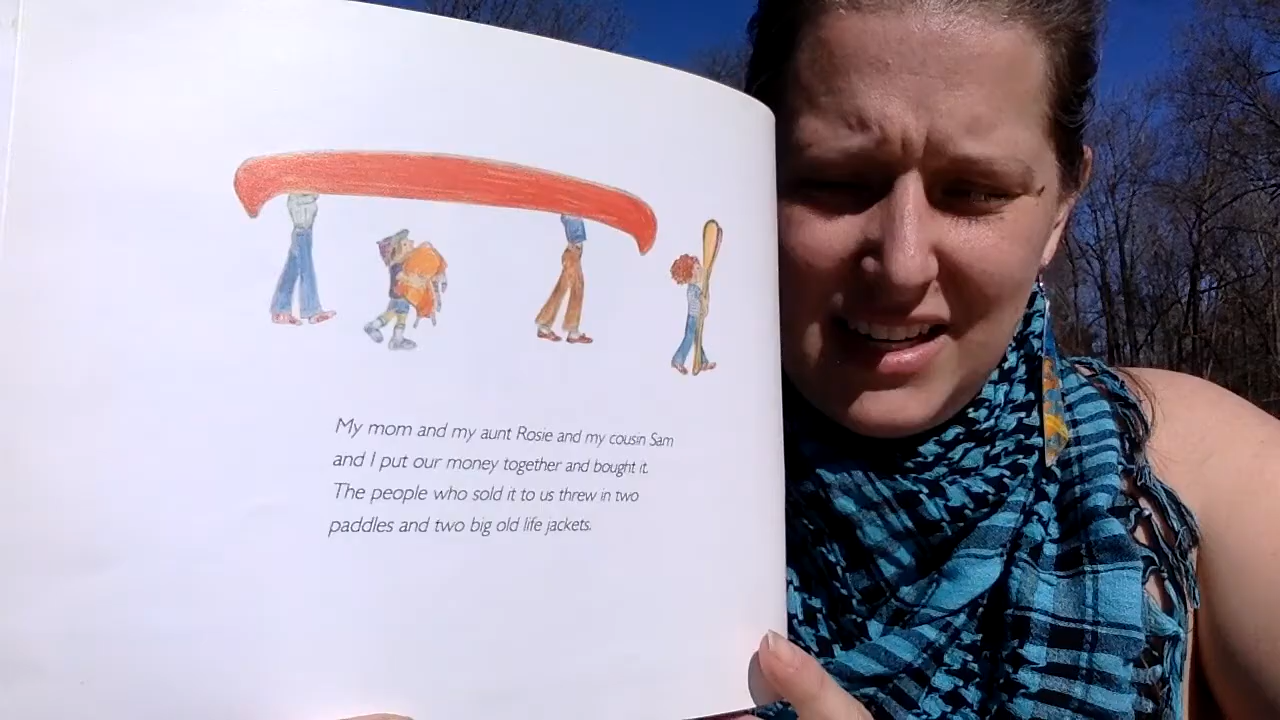 My mom and my aunt Rosie and my cousin Sam
and I put our money together and bought it.
The people who sold it to us threw in two
paddles and two big old life jackets.